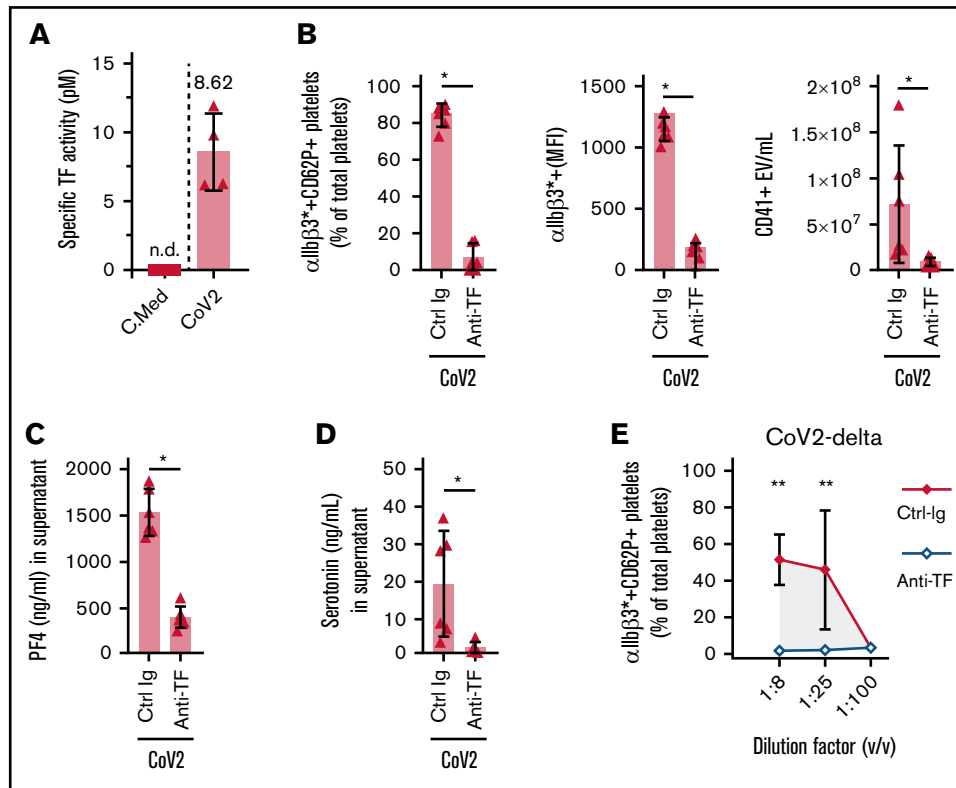 A
Specific TF activity (pM)
15
10
5
0
n.d.
8.62
C.Med
CoV2
B
αIIbβ3*+CD62P+ platelets
(% of total platelets)
100
80
60
40
20
0
*
Ctrl Ig
Anti-TF
CoV2
αIIbβ3*+(MFI)
1500
1000
500
0
*
Ctrl Ig
Anti-TF
CoV2
CD41+ EV/mL
2×10⁸
1.5×10⁸
1×10⁸
5×10⁷
0
*
Ctrl Ig
Anti-TF
CoV2
C
PF4 (ng/ml) in supernatant
2000
1500
1000
500
0
*
Ctrl Ig
Anti-TF
CoV2
D
Serotonin (ng/mL)
in supernatant
50
40
30
20
10
0
*
Ctrl Ig
Anti-TF
CoV2
E
CoV2-delta
αIIbβ3*+CD62P+ platelets
(% of total platelets)
100
80
60
40
20
0
**
**
1:8
1:25
1:100
Dilution factor (v/v)
Ctrl-Ig
Anti-TF